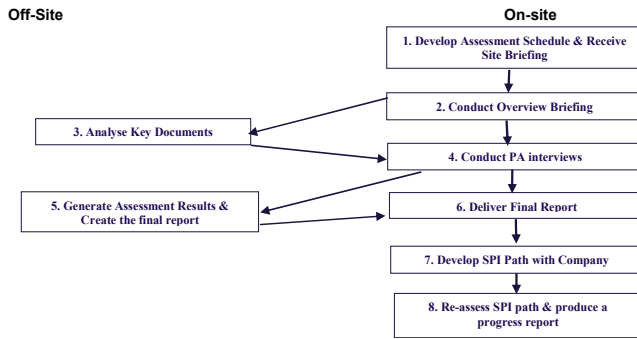 Off-Site
On-site
1. Develop Assessment Schedule & Receive
Site Briefing
2. Conduct Overview Briefing
3. Analyse Key Documents
4. Conduct PA interviews
5. Generate Assessment Results &
Create the final report
6. Deliver Final Report
7. Develop SPI Path with Company
8. Re-assess SPI path & produce a
progress report